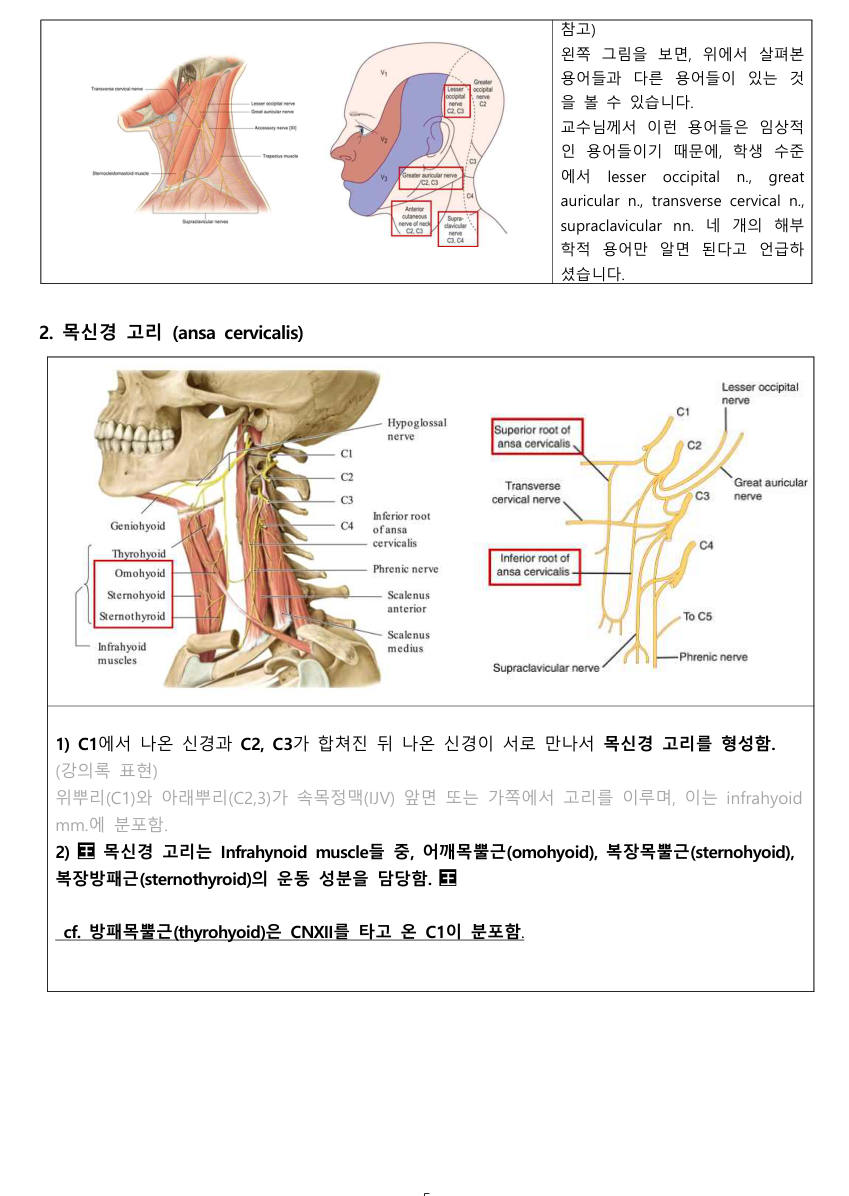 Transverse cervical nerve
Lesser occipital nerve
Great auricular nerve
Accessory nerve [XI]
Trapezius muscle
Sternocleidomastoid muscle
Supraclavicular nerves
V1
V2
V3
Lesser
occipital
nerve
C2, C3
Greater
occipital
nerve
C2
C3
Greater auricular nerve
C2, C3
C4
Anterior
cutaneous
nerve of neck
C2, C3
Supra-
clavicular
nerve
C3, C4
참고)
왼쪽 그림을 보면, 위에서 살펴본
용어들과 다른 용어들이 있는 것
을 볼 수 있습니다.
교수님께서 이런 용어들은 임상적
인 용어들이기 때문에, 학생 수준
에서 lesser occipital n., great
auricular n., transverse cervical n.,
supraclavicular nn. 네 개의 해부
학적 용어만 알면 된다고 언급하
셨습니다.
2. 목신경 고리 (ansa cervicalis)
Hypoglossal
nerve
C1
C2
C3
C4
Inferior root
of ansa
cervicalis
Phrenic nerve
Scalenus
anterior
Scalenus
medius
Geniohyoid
Thyrohyoid
Omohyoid
Sternohyoid
Sternothyroid
Infrahyoid
muscles
Lesser occipital
nerve
C1
Superior root of
ansa cervicalis
C2
Transverse
cervical nerve
Great auricular
nerve
C3
C4
Inferior root of
ansa cervicalis
To C5
Supraclavicular nerve
Phrenic nerve
1) C1에서 나온 신경과 C2, C3가 합쳐진 뒤 나온 신경이 서로 만나서 목신경 고리를 형성함.
(강의록 표현)
위뿌리(C1)와 아래뿌리(C2,3)가 속목정맥(IJV) 앞면 또는 가쪽에서 고리를 이루며, 이는 infrahyoid
mm.에 분포함.
2) 王 목신경 고리는 Infrahynoid muscle들 중, 어깨목뿔근(omohyoid), 복장목뿔근(sternohyoid),
복장방패근(sternothyroid)의 운동 성분을 담당함. 王
cf. 방패목뿔근(thyrohyoid)은 CNXII를 타고 온 C1이 분포함.